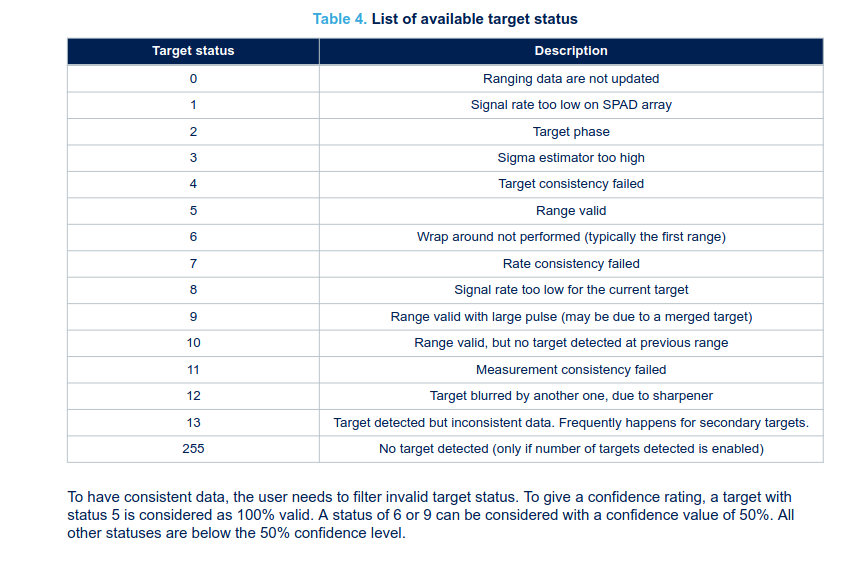 Table 4. List of available target status
Target status Description
0 Ranging data are not updated
1 Signal rate too low on SPAD array
2 Target phase
3 Sigma estimator too high
4 Target consistency failed
5 Range valid
6 Wrap around not performed (typically the first range)
7 Rate consistency failed
8 Signal rate too low for the current target
9 Range valid with large pulse (may be due to a merged target)
10 Range valid, but no target detected at previous range
11 Measurement consistency failed
12 Target blurred by another one, due to sharpener
13 Target detected but inconsistent data. Frequently happens for secondary targets.
255 No target detected (only if number of targets detected is enabled)
To have consistent data, the user needs to filter invalid target status. To give a confidence rating, a target with
status 5 is considered as 100% valid. A status of 6 or 9 can be considered with a confidence value of 50%. All
other statuses are below the 50% confidence level.